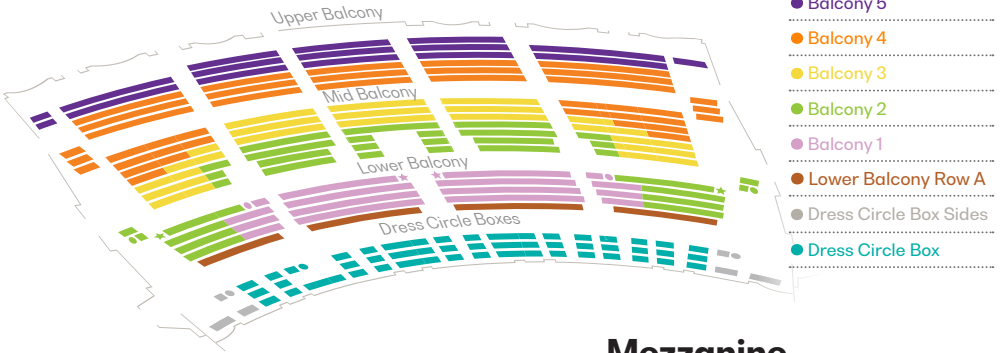 Upper Balcony
Mid Balcony
Lower Balcony
Dress Circle Boxes
Balcony 5
Balcony 4
Balcony 3
Balcony 2
Balcony 1
Lower Balcony Row A
Dress Circle Box Sides
Dress Circle Box
Mezzanine